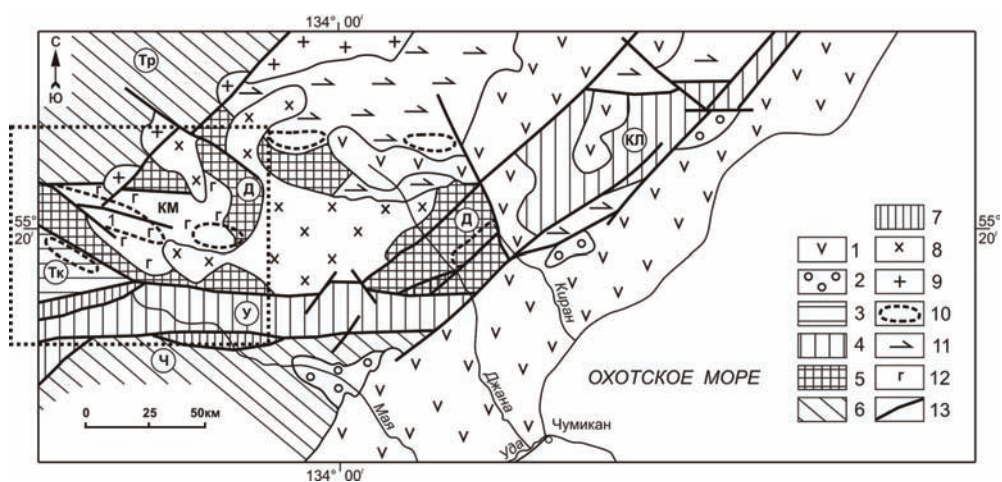 134° 00′
С
Ю
Тр
КЛ
Д
КМ
Д
1
55°
20′
55°
20′
Тк
У
Ч
Киран
Джана
Мая
Уда
Чумикан
ОХОТСКОЕ МОРЕ
0 25 50км
134° 00′
1
2
3
4
5
6
7
8
9
10
11
12
13
г г г г г г г
г